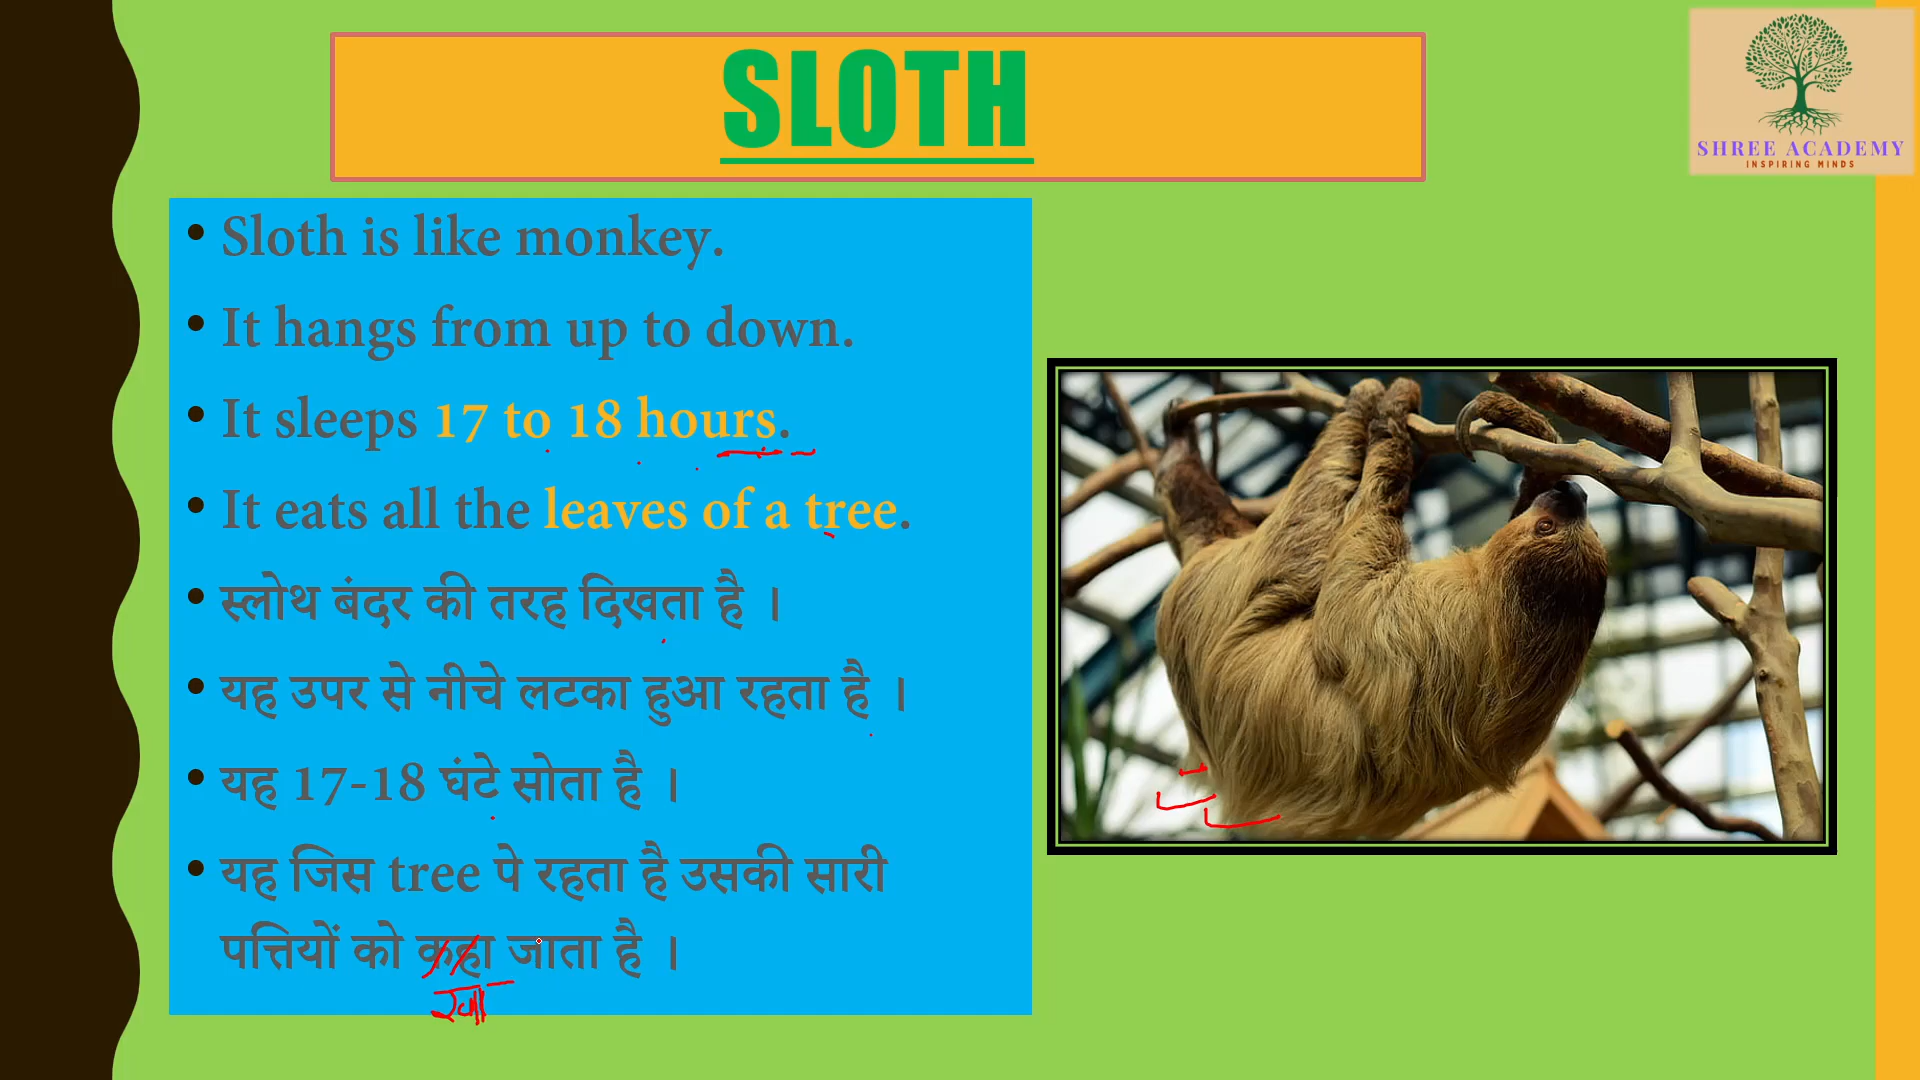 SLOTH
SHREE ACADEMY
INSPIRING MINDS
• Sloth is like monkey.
• It hangs from up to down.
• It sleeps 17 to 18 hours.
• It eats all the leaves of a tree.
• स्लोथ बंदर की तरह दिखता है ।
• यह उपर से नीचे लटका हुआ रहता है ।
• यह 17-18 घंटे सोता है ।
• यह जिस tree पे रहता है उसकी सारी
पत्तियों को कहा जाता है ।
खा